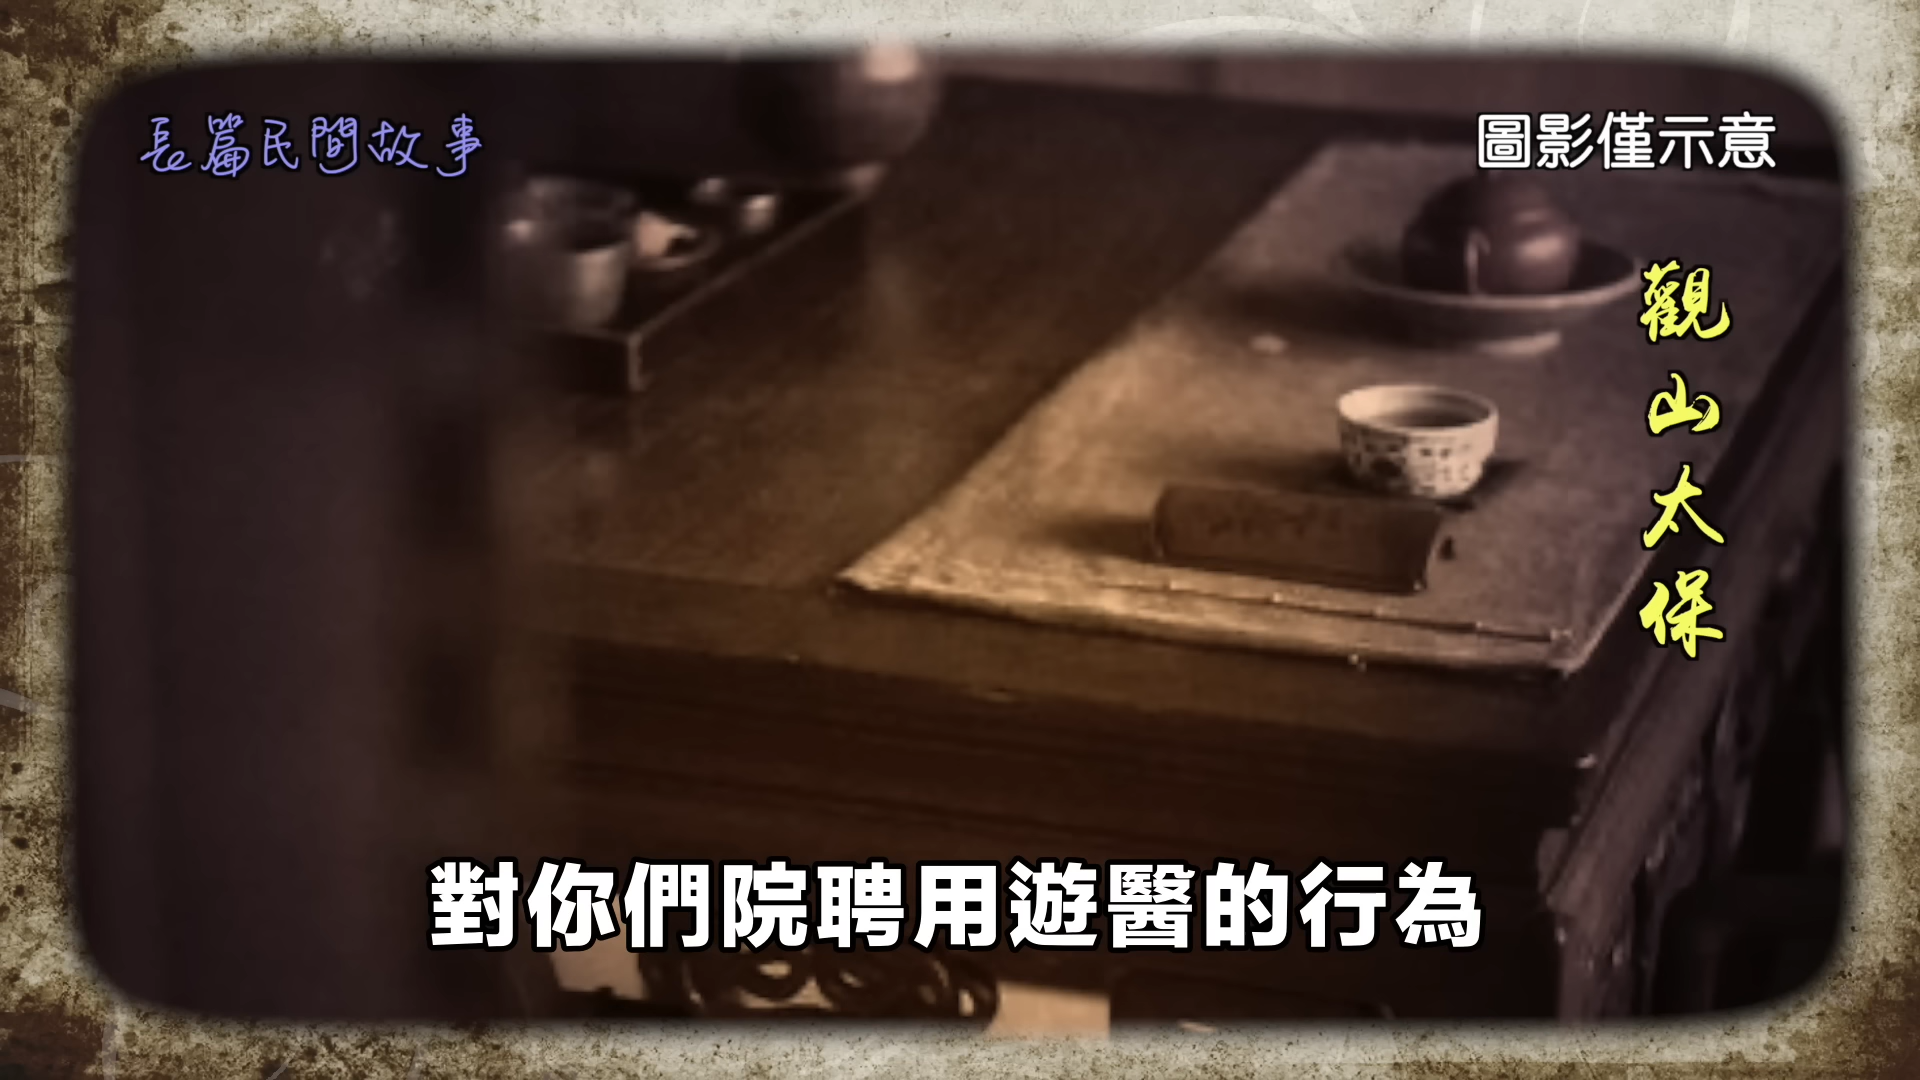 長篇民間故事
圖影僅示意
觀山太保
對你們院聘用遊醫的行為